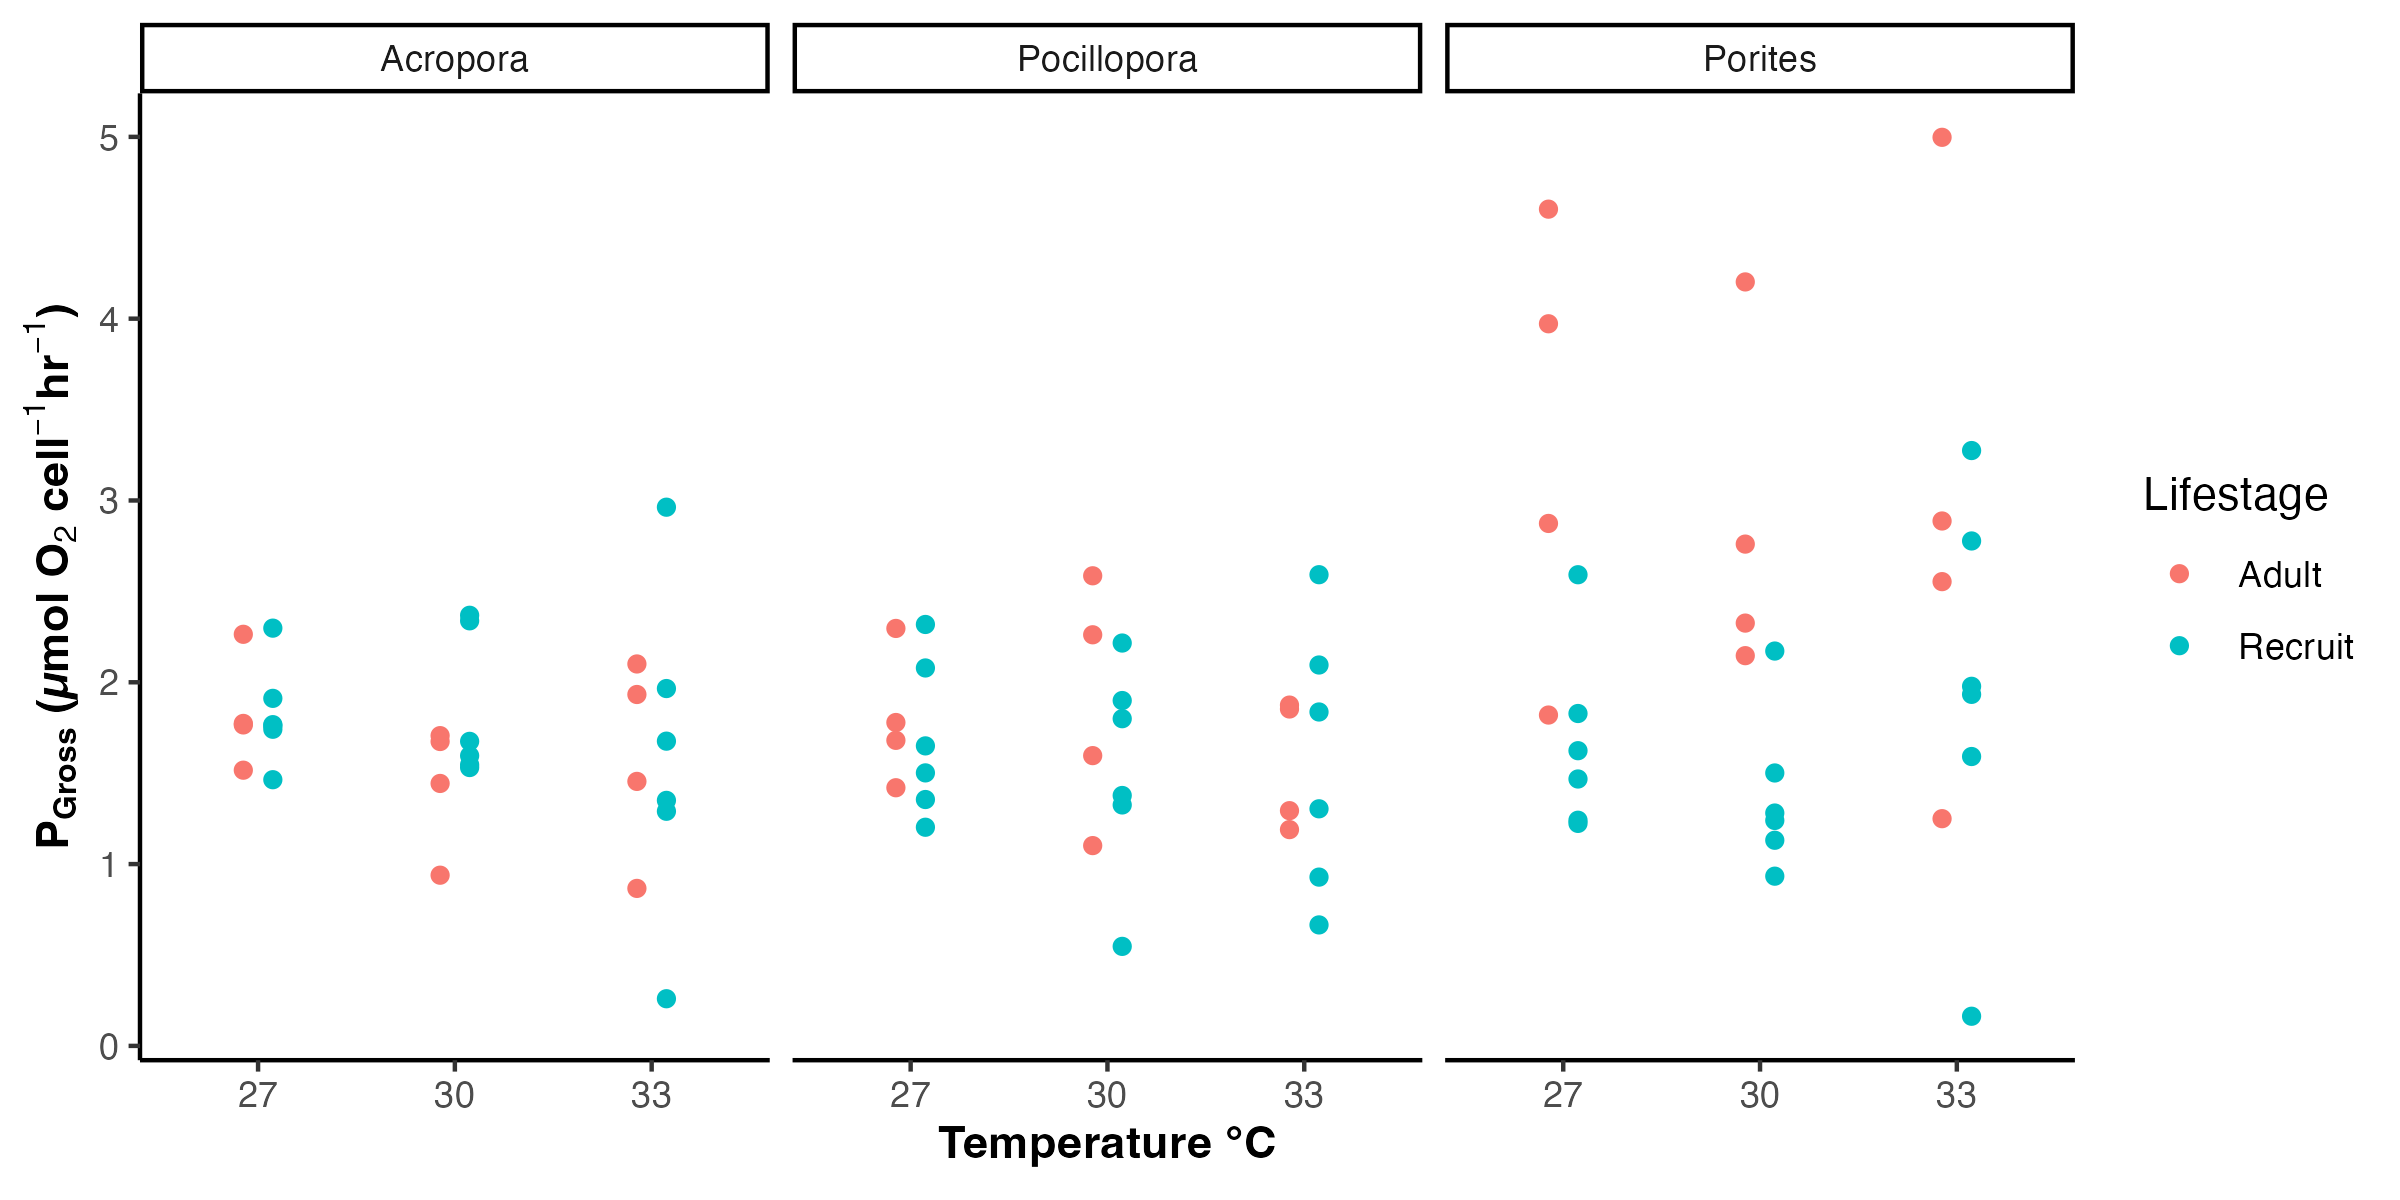 Acropora
Pocillopora
Porites
5
4
3
2
1
0
P_Gross (µmol O₂ cell⁻¹hr⁻¹)
27 30 33
27 30 33
27 30 33
Temperature °C
Lifestage
Adult
Recruit